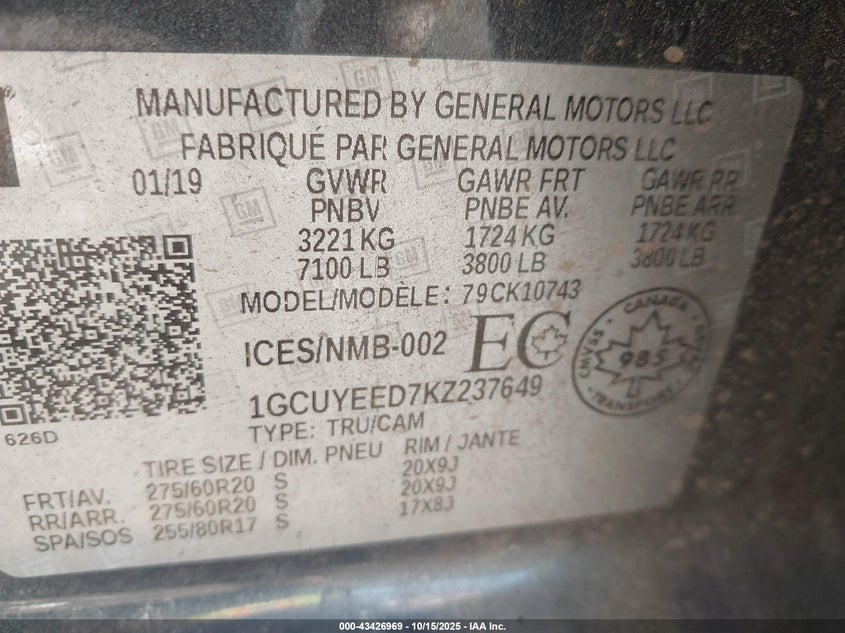 MANUFACTURED BY GENERAL MOTORS LLC
FABRIQUÉ PAR GENERAL MOTORS LLC
01/19 GVWR GAWR FRT GAWR RR
PNBV PNBE AV. PNBE ARR.
3221 KG 1724 KG 1724 KG
7100 LB 3800 LB 3800 LB
MODEL/MODÈLE: 79CK10743
ICES/NMB-002 EC
CMVSS CANADA 985 TRANSPORT
1GCUYEED7KZ237649
TYPE: TRU/CAM
626D
TIRE SIZE / DIM. PNEU RIM / JANTE
FRT/AV. 275/60R20 S 20X9J
RR/ARR. 275/60R20 S 20X9J
SPA/SOS 255/80R17 S 17X8J
000-43426969 - 10/15/2025 - IAA Inc.